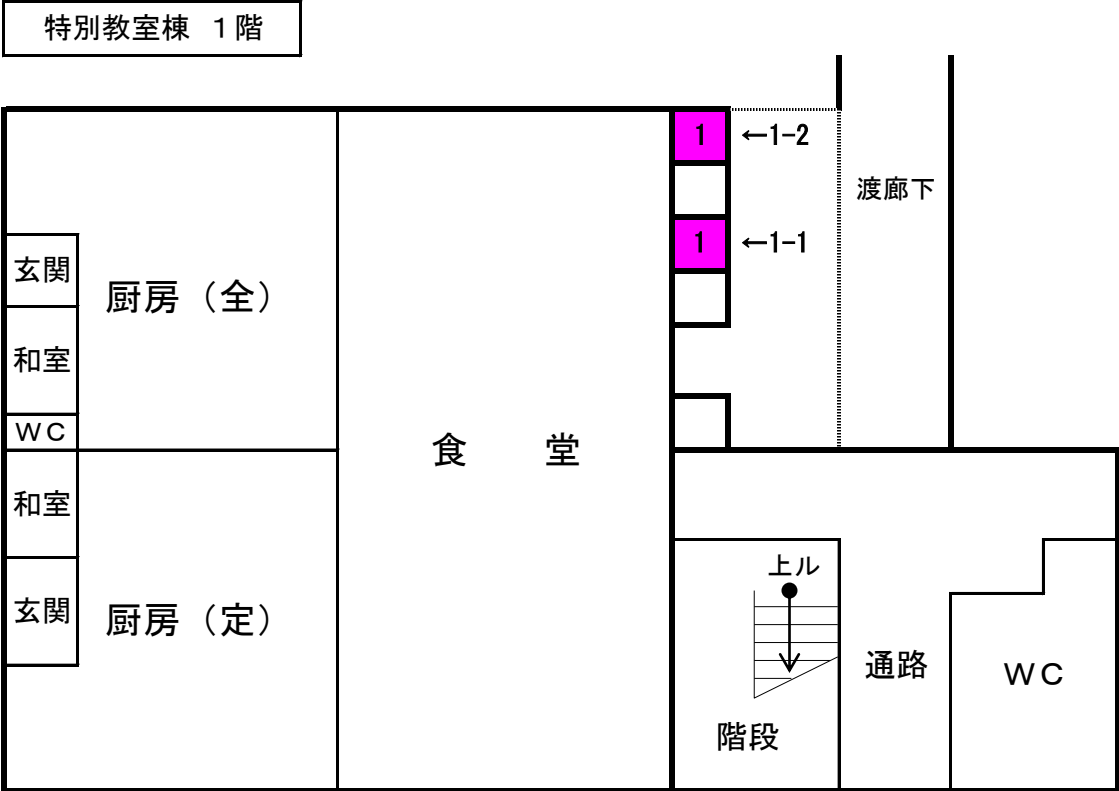 特別教室棟 １階
1 ←1-2
渡廊下
1 ←1-1
玄関
厨房（全）
和室
ＷＣ
食 堂
和室
玄関
厨房（定）
上ル
通路
ＷＣ
階段